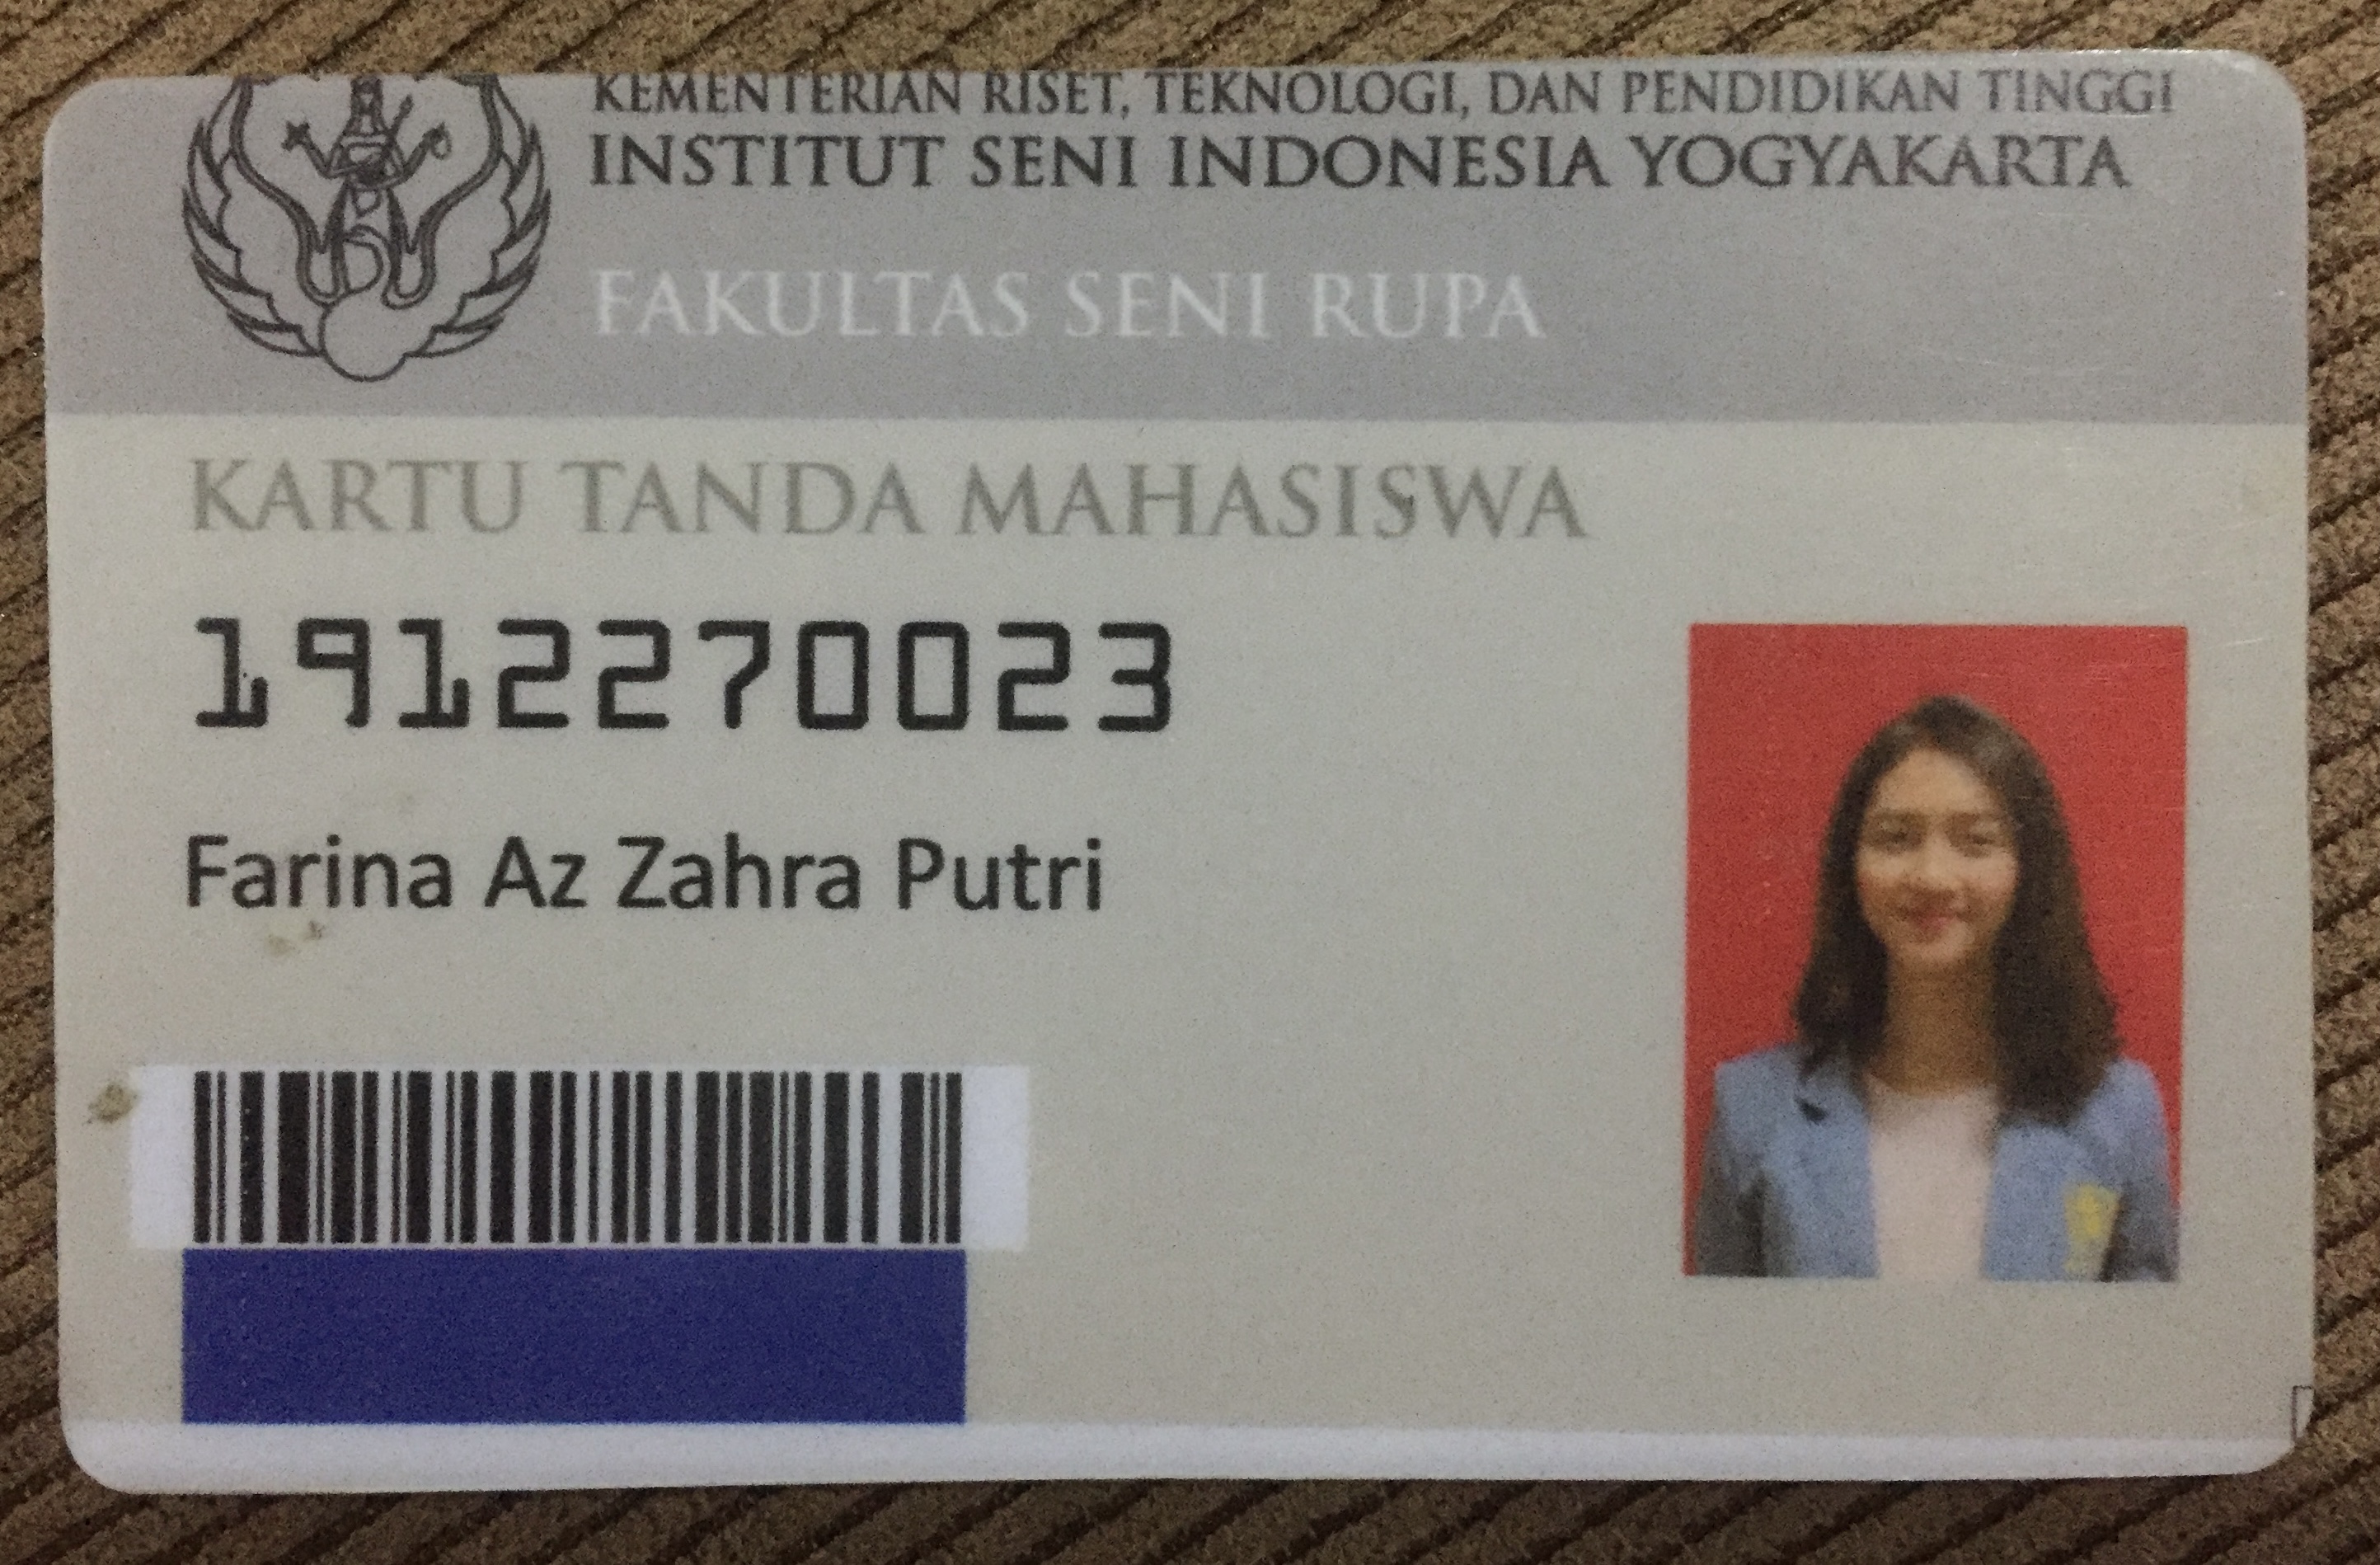 KEMENTERIAN RISET, TEKNOLOGI, DAN PENDIDIKAN TINGGI
INSTITUT SENI INDONESIA YOGYAKARTA
FAKULTAS SENI RUPA
KARTU TANDA MAHASISWA
1912270023
Farina Az Zahra Putri